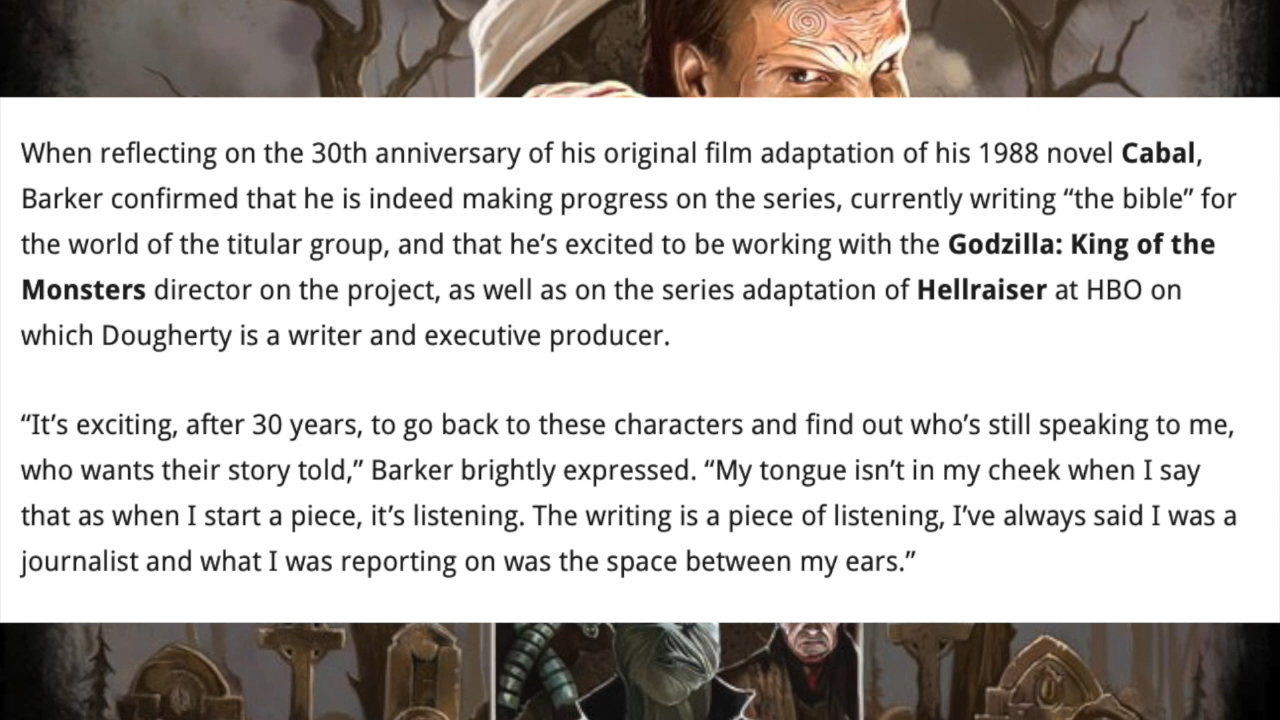 When reflecting on the 30th anniversary of his original film adaptation of his 1988 novel Cabal,
Barker confirmed that he is indeed making progress on the series, currently writing “the bible” for
the world of the titular group, and that he’s excited to be working with the Godzilla: King of the
Monsters director on the project, as well as on the series adaptation of Hellraiser at HBO on
which Dougherty is a writer and executive producer.
“It’s exciting, after 30 years, to go back to these characters and find out who’s still speaking to me,
who wants their story told,” Barker brightly expressed. “My tongue isn’t in my cheek when I say
that as when I start a piece, it’s listening. The writing is a piece of listening, I’ve always said I was a
journalist and what I was reporting on was the space between my ears.”